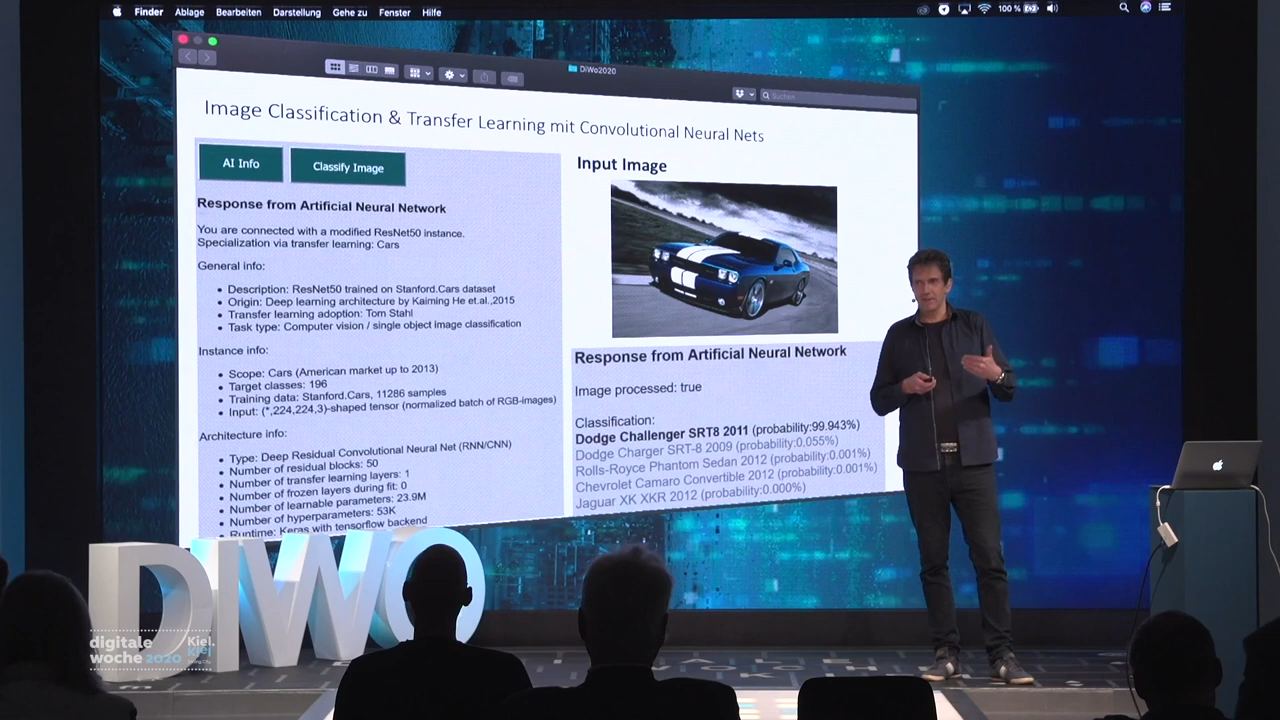 Finder Ablage Bearbeiten Darstellung Gehe zu Fenster Hilfe
100 %
DiWo2020
Suchen
Image Classification & Transfer Learning mit Convolutional Neural Nets
AI Info
Classify Image
Response from Artificial Neural Network
You are connected with a modified ResNet50 instance.
Specialization via transfer learning: Cars
General info:
• Description: ResNet50 trained on Stanford.Cars dataset
• Origin: Deep learning architecture by Kaiming He et.al.,2015
• Transfer learning adoption: Tom Stahl
• Task type: Computer vision / single object image classification
Instance info:
• Scope: Cars (American market up to 2013)
• Target classes: 196
• Training data: Stanford.Cars, 11286 samples
• Input: (*,224,224,3)-shaped tensor (normalized batch of RGB-images)
Architecture info:
• Type: Deep Residual Convolutional Neural Net (RNN/CNN)
• Number of residual blocks: 50
• Number of transfer learning layers: 1
• Number of frozen layers during fit: 0
• Number of learnable parameters: 23.9M
• Number of hyperparameters: 53K
• Runtime: Keras with tensorflow backend
Input Image
Response from Artificial Neural Network
Image processed: true
Classification:
Dodge Challenger SRT8 2011 (probability:99.943%)
Dodge Charger SRT-8 2009 (probability:0.055%)
Rolls-Royce Phantom Sedan 2012 (probability:0.001%)
Chevrolet Camaro Convertible 2012 (probability:0.001%)
Jaguar XK XKR 2012 (probability:0.000%)
DiWO
digitale
woche 2020
Kiel.